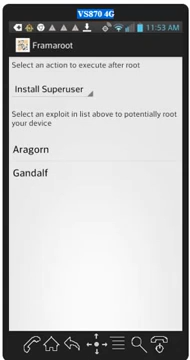 VS870 4G
11:53 AM
Framaroot
Select an action to execute after root
Install Superuser
Select an exploit in list above to potentially root
your device
Aragorn
Gandalf